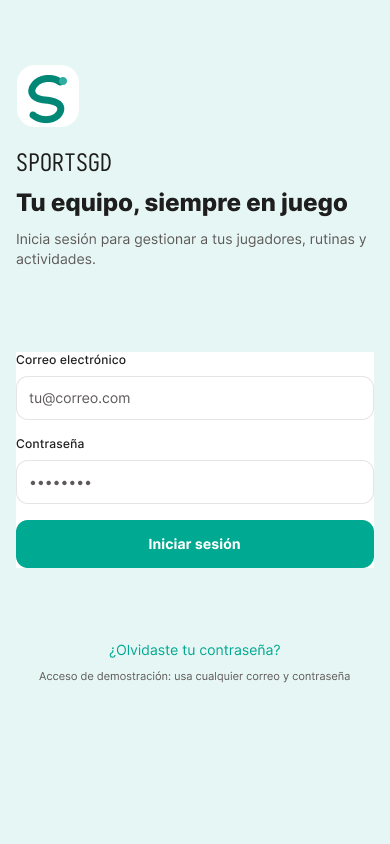 SPORTSGD
Tu equipo, siempre en juego
Inicia sesión para gestionar a tus jugadores, rutinas y
actividades.
Correo electrónico
tu@correo.com
Contraseña
••••••••
Iniciar sesión
¿Olvidaste tu contraseña?
Acceso de demostración: usa cualquier correo y contraseña